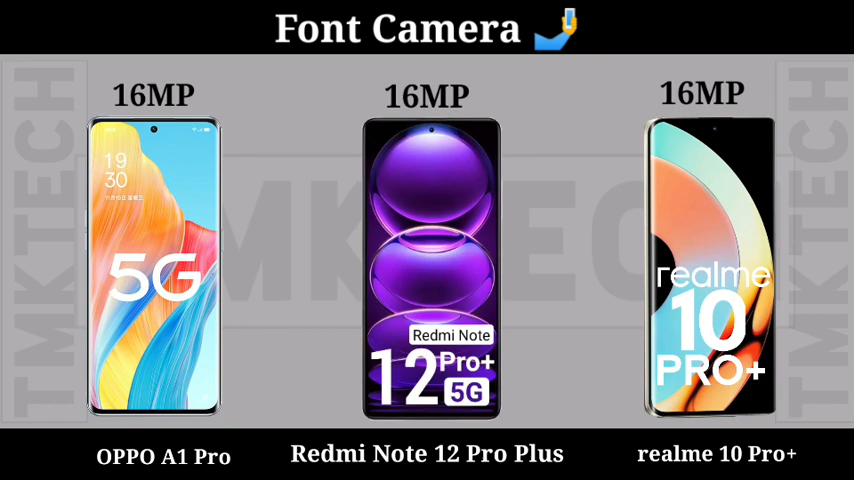 Font Camera
16MP
16MP
16MP
TMKTECH
TMKTECH
TMKTECH
19
30
5G
Redmi Note
12 Pro+
5G
realme
10
PRO+
OPPO A1 Pro
Redmi Note 12 Pro Plus
realme 10 Pro+